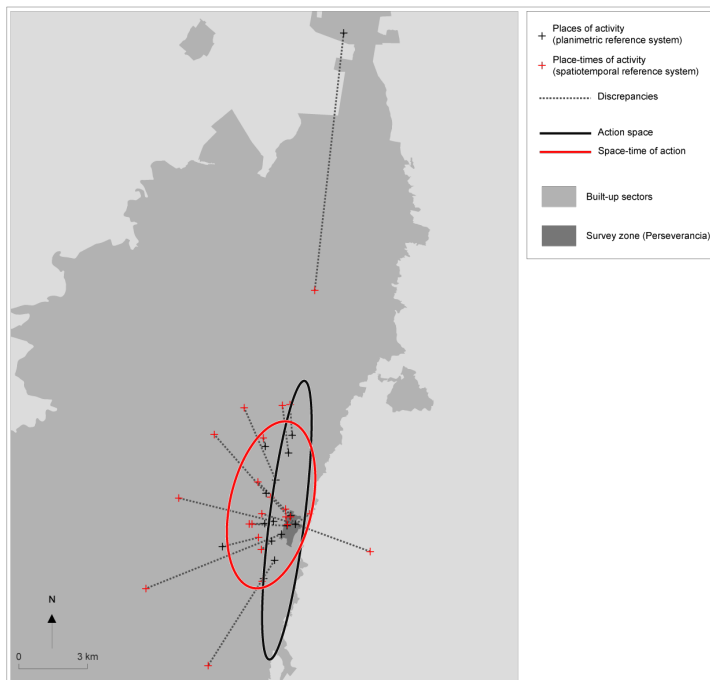 Places of activity
(planimetric reference system)
Place-times of activity
(spatiotemporal reference system)
Discrepancies
Action space
Space-time of action
Built-up sectors
Survey zone (Perseverancia)
N
0 3 km